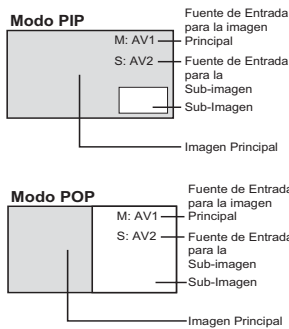 Modo PIP
Fuente de Entrada
para la imagen
M: AV1
Principal
S: AV2
Fuente de Entrada
para la
Sub-imagen
Sub-Imagen
Imagen Principal
Modo POP
Fuente de Entrada
para la imagen
M: AV1
Principal
S: AV2
Fuente de Entrada
para la
Sub-imagen
Sub-Imagen
Imagen Principal